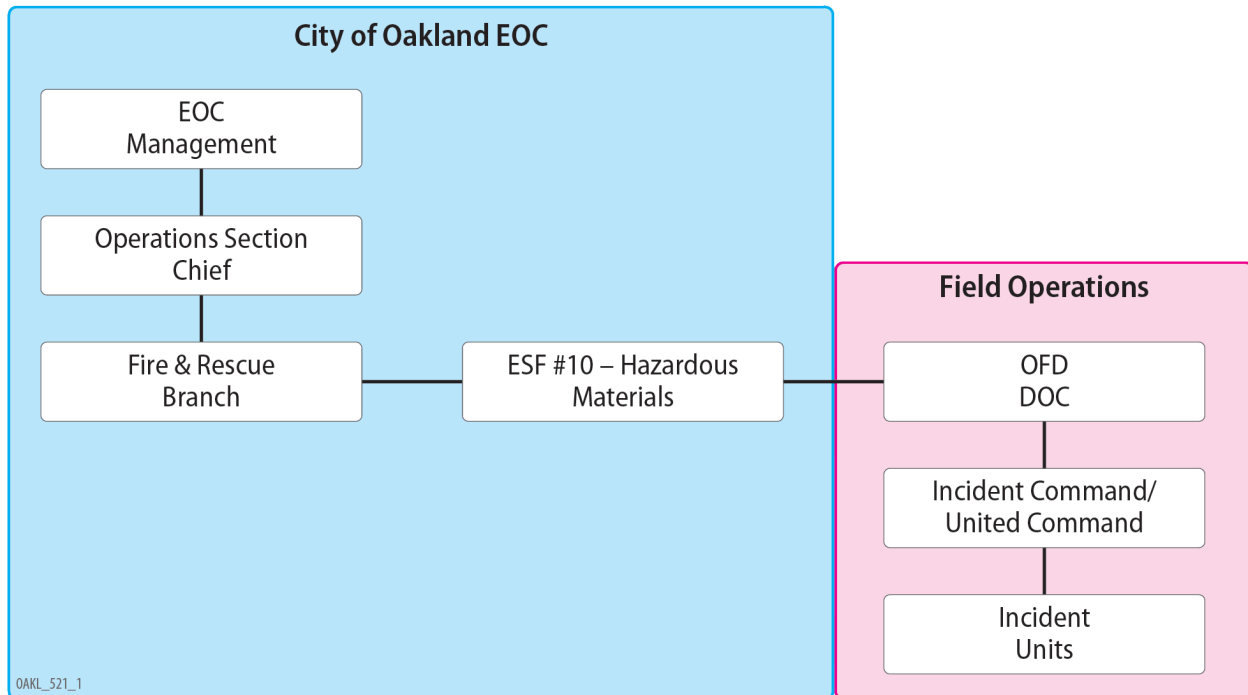 City of Oakland EOC
EOC
Management
Operations Section
Chief
Fire & Rescue
Branch
ESF #10 – Hazardous
Materials
Field Operations
OFD
DOC
Incident Command/
United Command
Incident
Units
OAKL_521_1